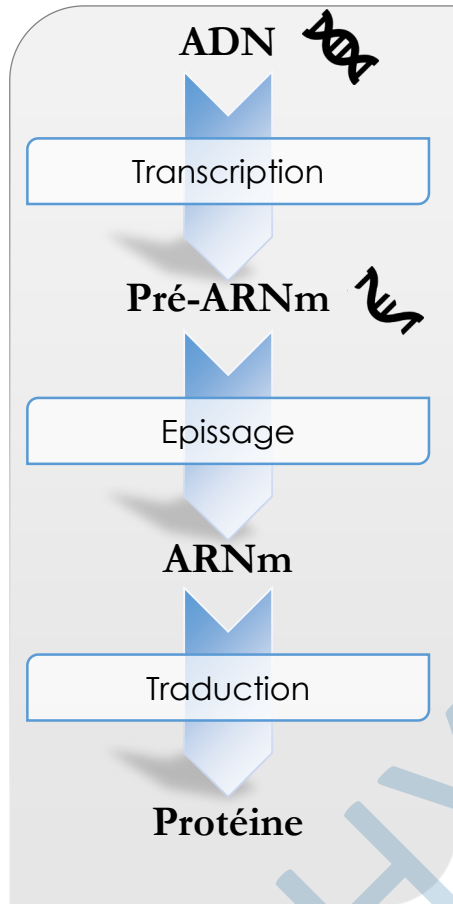 ADN
Transcription
Pré-ARNm
Epissage
ARNm
Traduction
Protéine